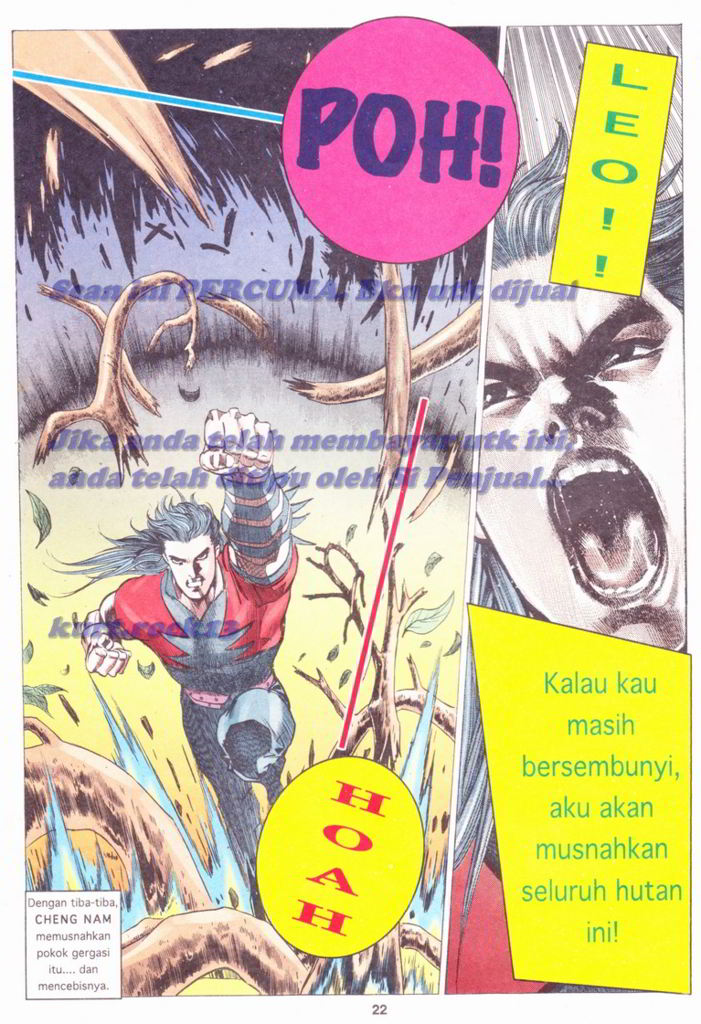 POH!
LEO!!
Scan ini PERCUMA. Bkn utk dijual
Jika anda telah membayar utk ini,
anda telah ditipu oleh Si Penjual...
kurt.rock13
HOAH
Kalau kau
masih
bersembunyi,
aku akan
musnahkan
seluruh hutan
ini!
Dengan tiba-tiba,
CHENG NAM
memusnahkan
pokok gergasi
itu.... dan
mencebisnya.
22